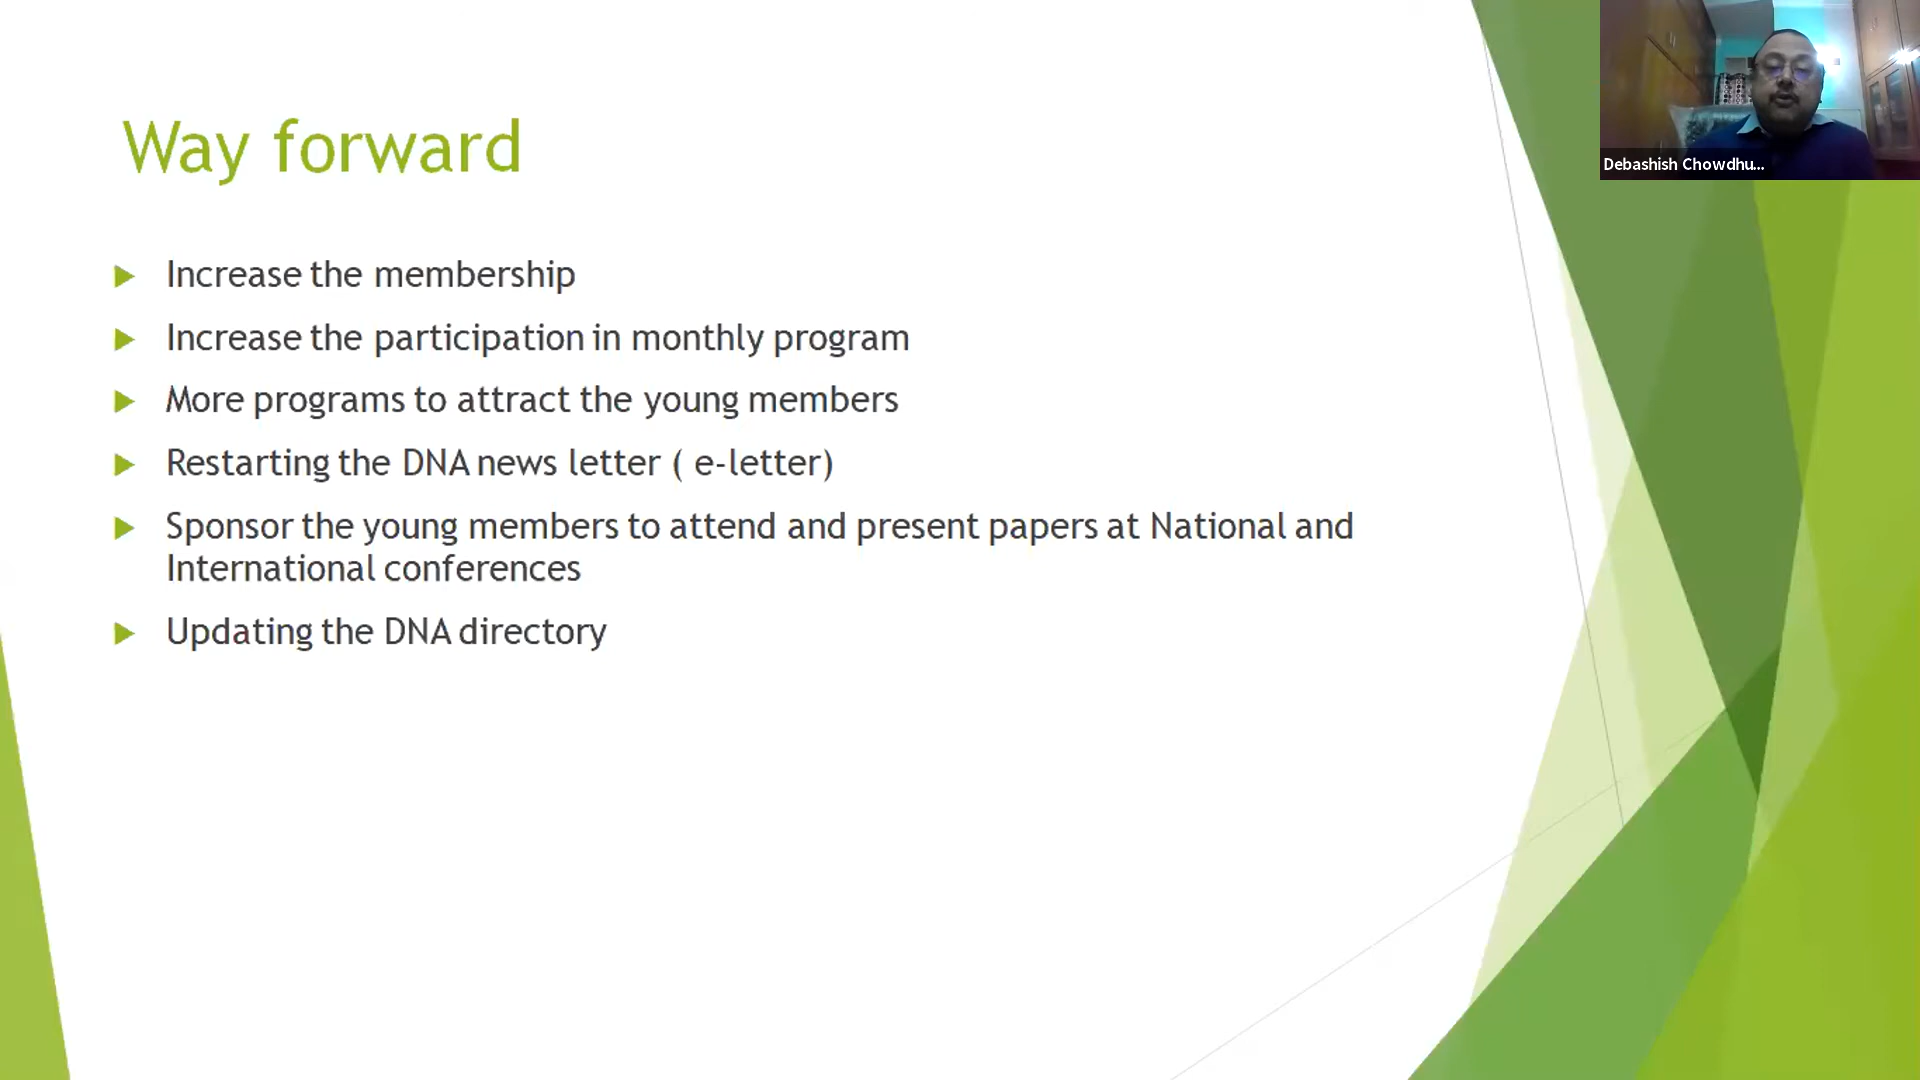 Way forward
Increase the membership
Increase the participation in monthly program
More programs to attract the young members
Restarting the DNA news letter ( e-letter)
Sponsor the young members to attend and present papers at National and
International conferences
Updating the DNA directory
Debashish Chowdhu...